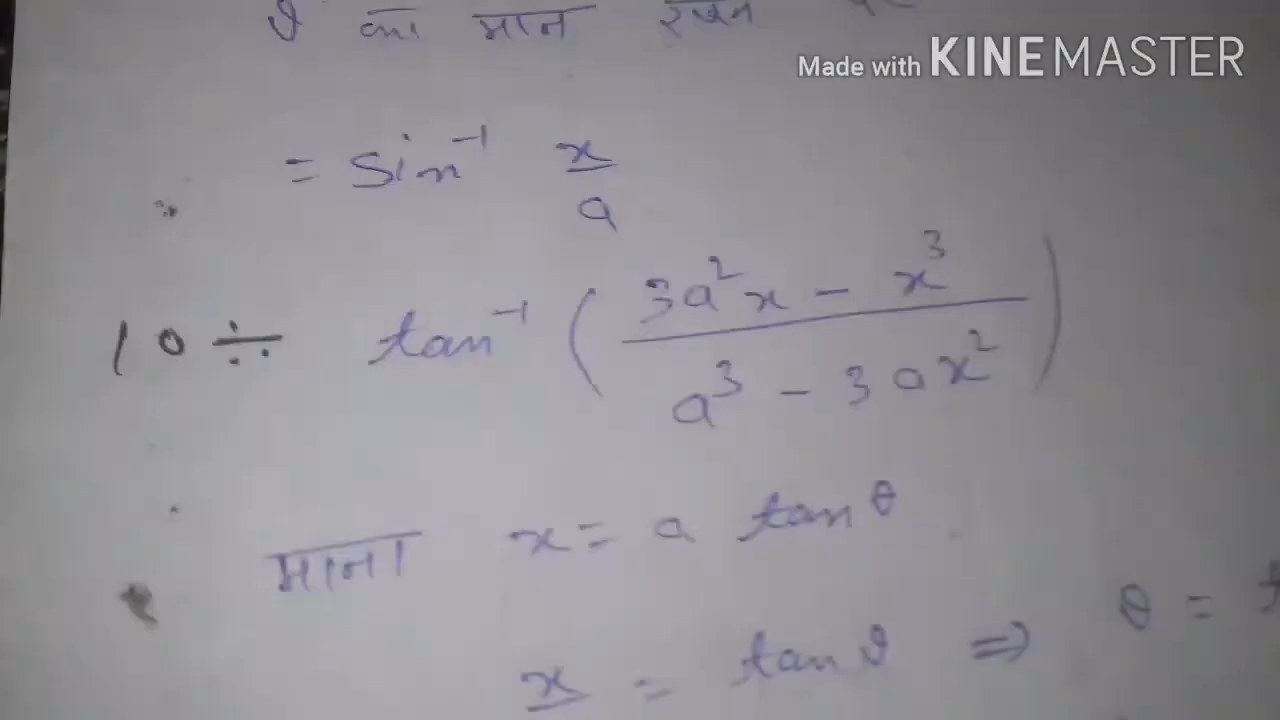 θ का मान रखने पर
Made with KINEMASTER
= Sin⁻¹ x/a
10 ÷ tan⁻¹ ( 3a²x - x³ / a³ - 3ax² )
माना x = a tanθ
x = tanθ ⇒ θ =